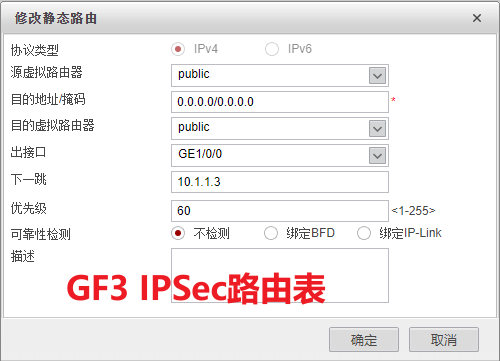 修改静态路由
协议类型 IPv4 IPv6
源虚拟路由器 public
目的地址/掩码 0.0.0.0/0.0.0.0 *
目的虚拟路由器 public
出接口 GE1/0/0
下一跳 10.1.1.3
优先级 60 <1-255>
可靠性检测 不检测 绑定BFD 绑定IP-Link
描述
GF3 IPSec路由表
确定 取消